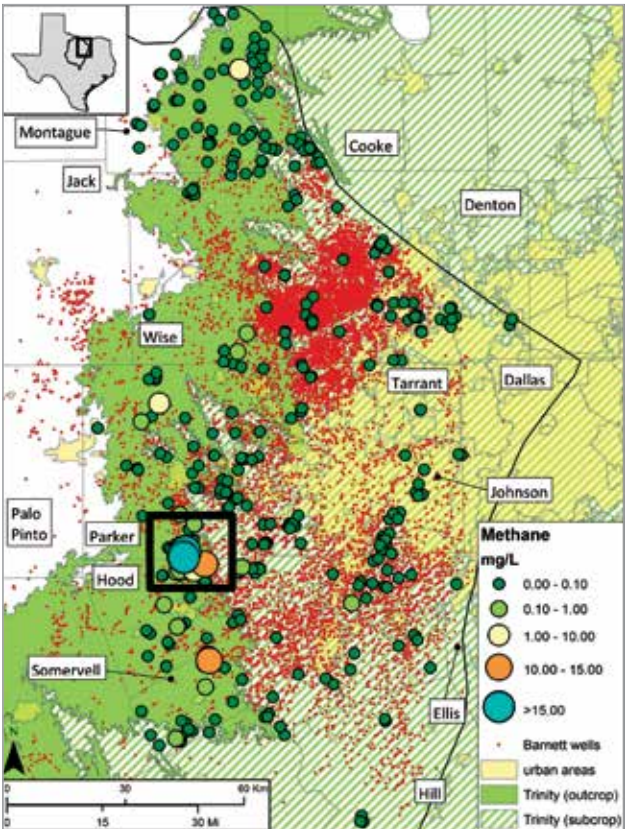 Montague
Cooke
Jack
Denton
Wise
Tarrant
Dallas
Johnson
Palo
Pinto
Parker
Hood
Somervell
Ellis
Hill
Methane
mg/L
0.00 - 0.10
0.10 - 1.00
1.00 - 10.00
10.00 - 15.00
>15.00
Barnett wells
urban areas
Trinity (outcrop)
Trinity (subcrop)
N
0 30 60 Km
0 15 30 Mi